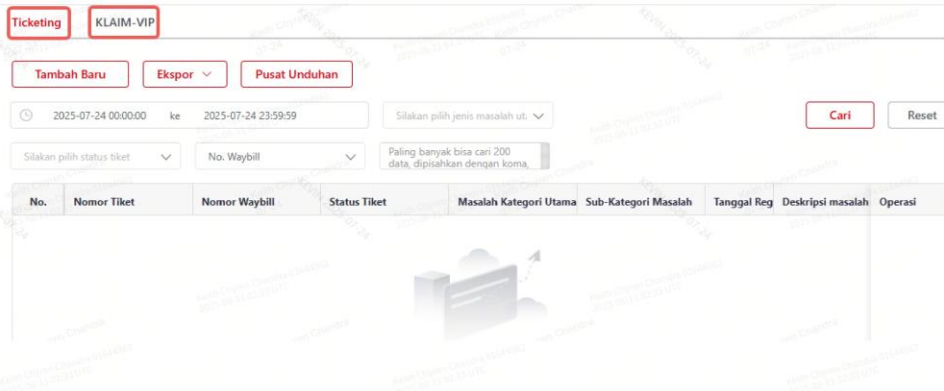 Ticketing
KLAIM-VIP
Tambah Baru
Ekspor
Pusat Unduhan
2025-07-24 00:00:00 ke 2025-07-24 23:59:59
Silakan pilih jenis masalah ut
Cari
Reset
Silakan pilih status tiket
No. Waybill
Paling banyak bisa cari 200
data, dipisahkan dengan koma,
No. Nomor Tiket Nomor Waybill Status Tiket Masalah Kategori Utama Sub-Kategori Masalah Tanggal Reg Deskripsi masalah Operasi